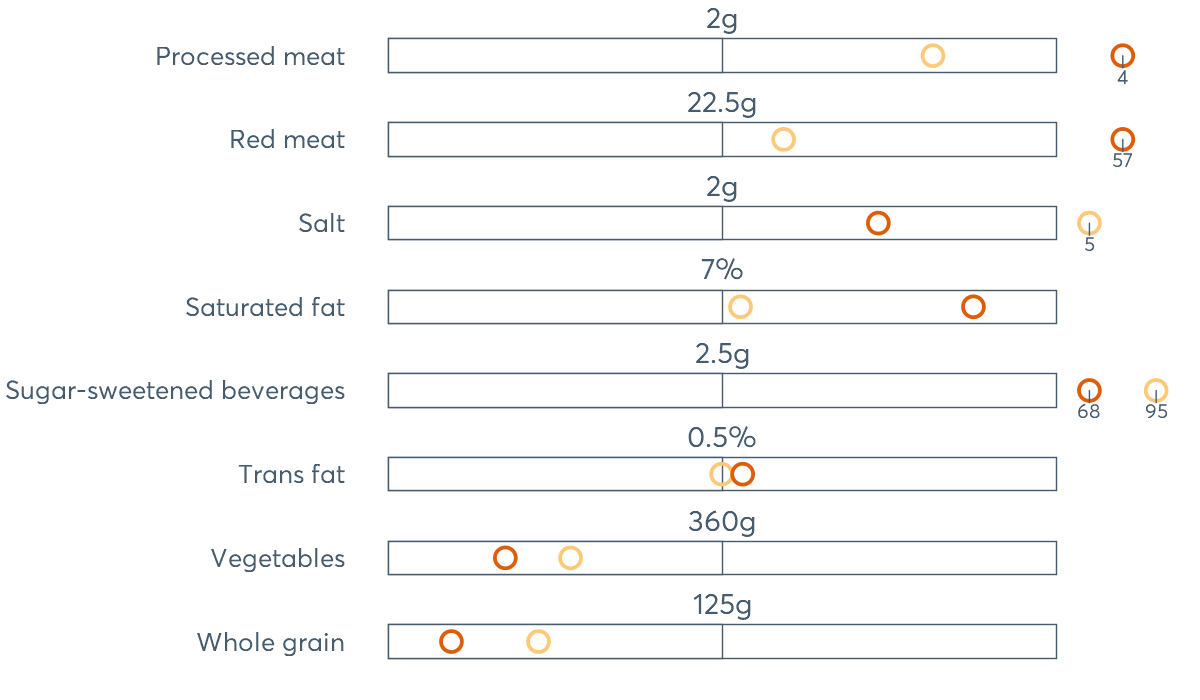 2g
Processed meat
4
22.5g
Red meat
57
2g
Salt
5
7%
Saturated fat
2.5g
Sugar-sweetened beverages
68 95
0.5%
Trans fat
360g
Vegetables
125g
Whole grain